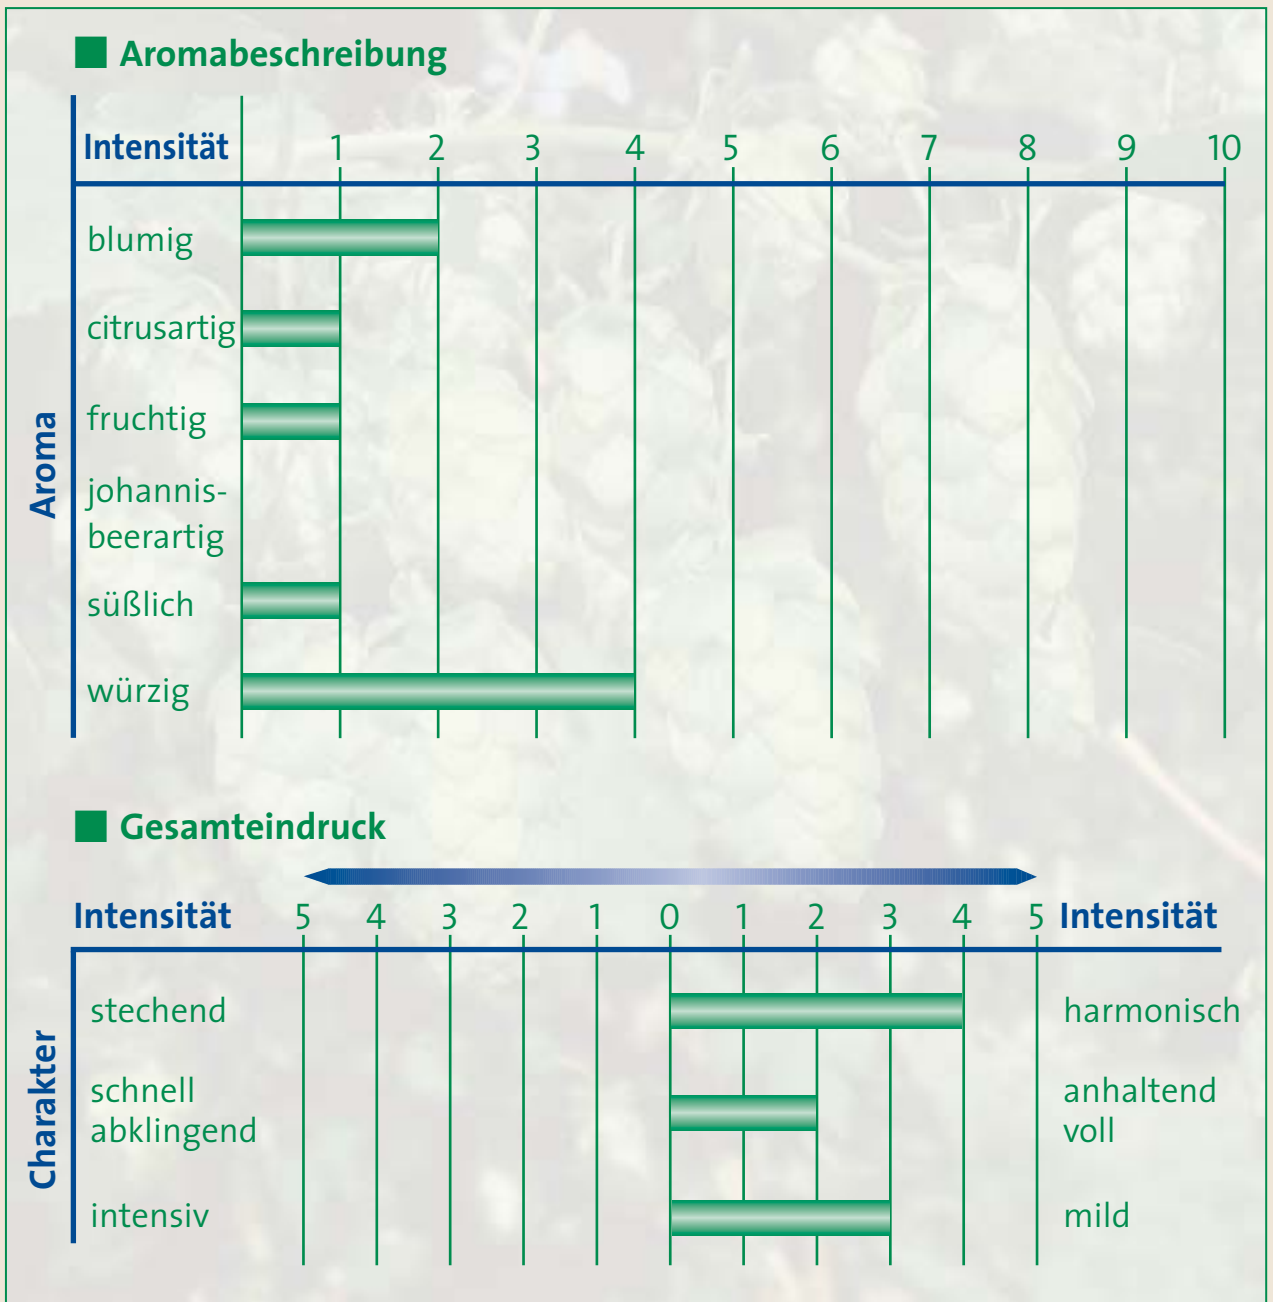 Aromabeschreibung
Intensität 1 2 3 4 5 6 7 8 9 10
Aroma
blumig
citrusartig
fruchtig
johannis-
beerartig
süßlich
würzig
Gesamteindruck
Intensität 5 4 3 2 1 0 1 2 3 4 5 Intensität
Charakter
stechend harmonisch
schnell anhaltend
abklingend voll
intensiv mild